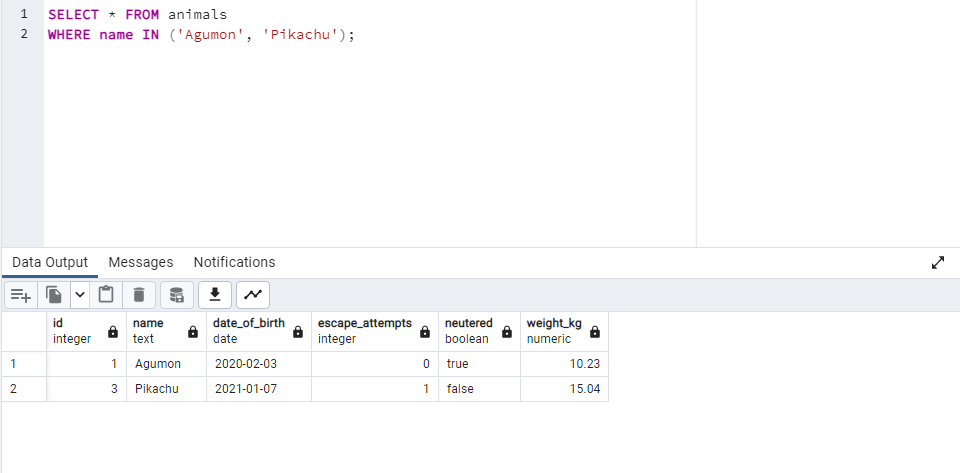 1 SELECT * FROM animals
2 WHERE name IN ('Agumon', 'Pikachu');
Data Output Messages Notifications
id name date_of_birth escape_attempts neutered weight_kg
integer text date integer boolean numeric
1 1 Agumon 2020-02-03 0 true 10.23
2 3 Pikachu 2021-01-07 1 false 15.04